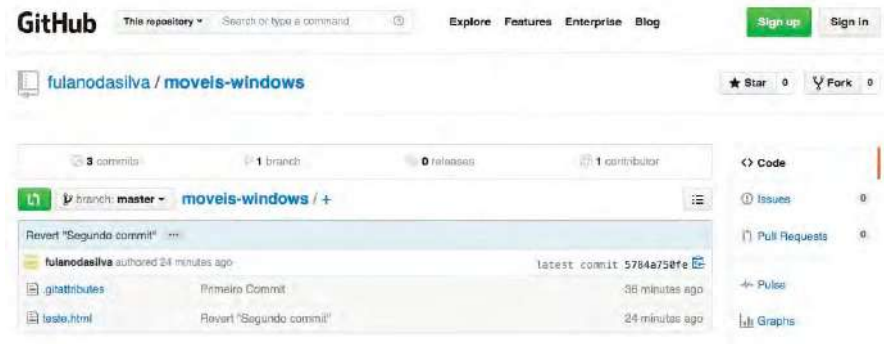 GitHub This repository Search or type a command Explore Features Enterprise Blog Sign up Sign in
fulanodasilva / moveis-windows Star 0 Fork 0
3 commits 1 branch 0 releases 1 contributor <> Code
branch: master moveis-windows / + Issues 0
Revert "Segundo commit" ... Pull Requests 0
fulanodasilva authored 24 minutes ago latest commit 5784a750fe
.gitattributes Primeiro Commit 36 minutes ago Pulse
teste.html Revert "Segundo commit" 24 minutes ago Graphs